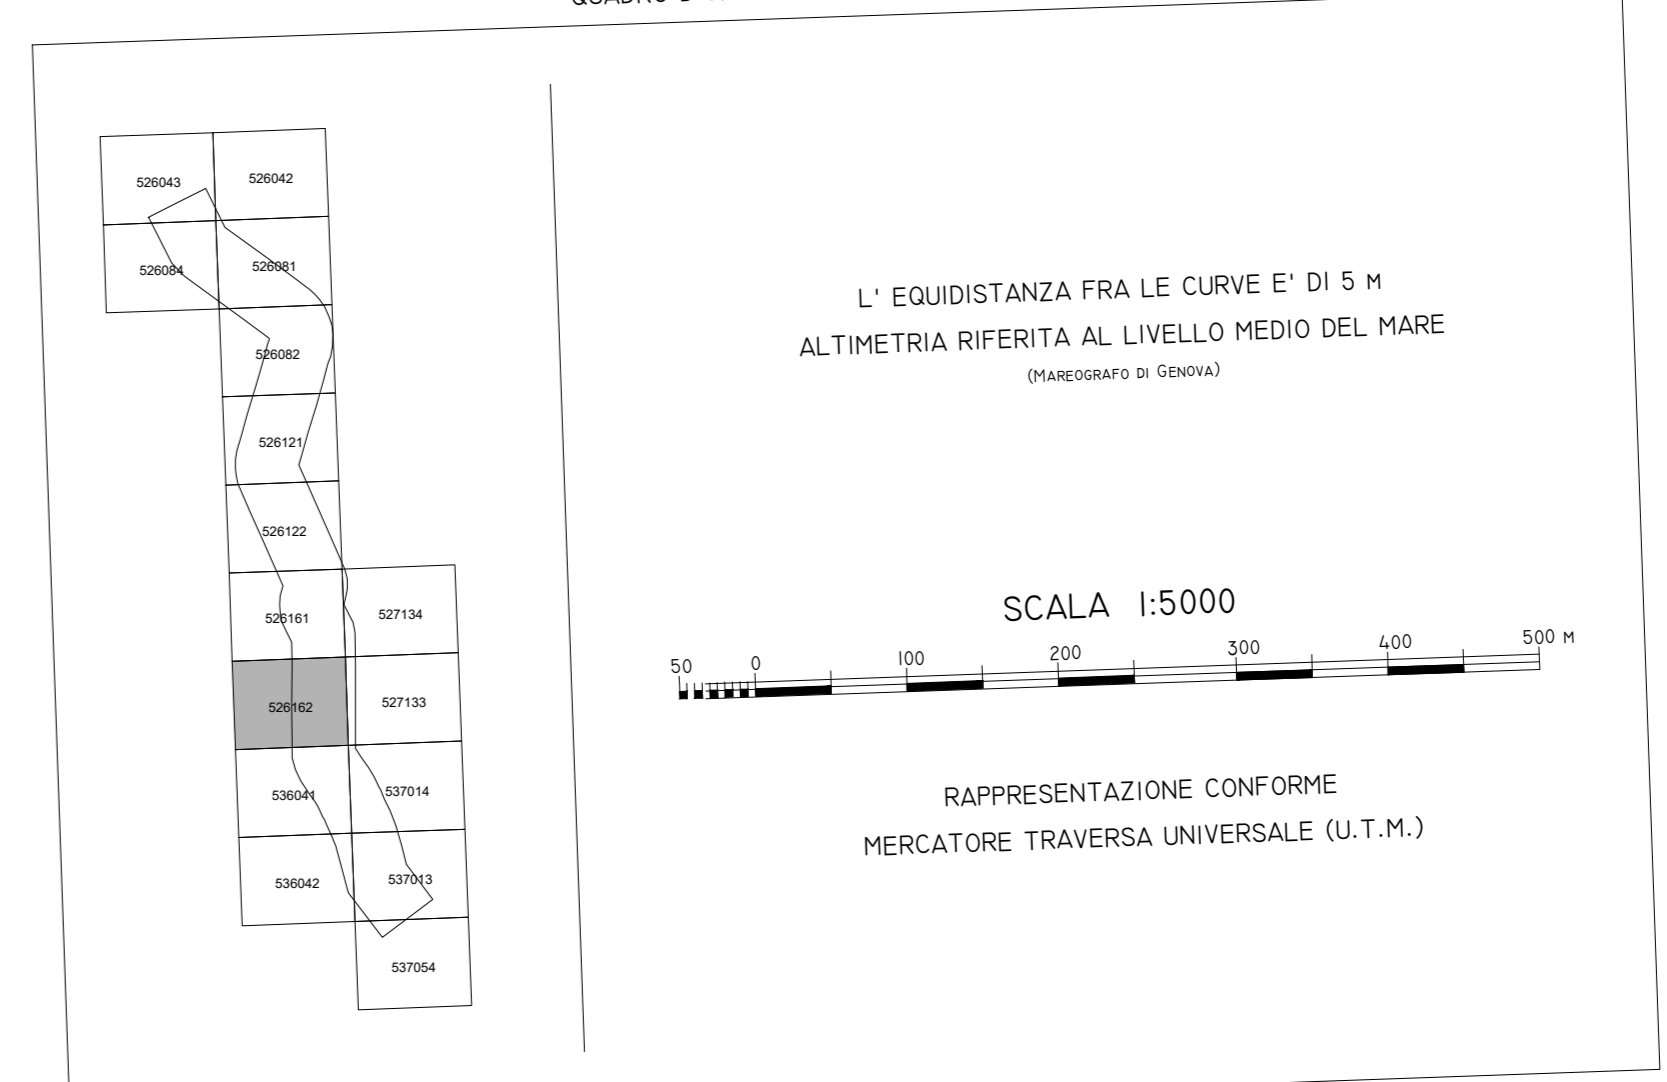 526043 526042
526084 526081
526082
526121
526122
526161 527134
526162 527133
536041 537014
536042 537013
537054
L' EQUIDISTANZA FRA LE CURVE E' DI 5 M
ALTIMETRIA RIFERITA AL LIVELLO MEDIO DEL MARE
(MAREOGRAFO DI GENOVA)
SCALA 1:5000
50 0 100 200 300 400 500 M
RAPPRESENTAZIONE CONFORME
MERCATORE TRAVERSA UNIVERSALE (U.T.M.)